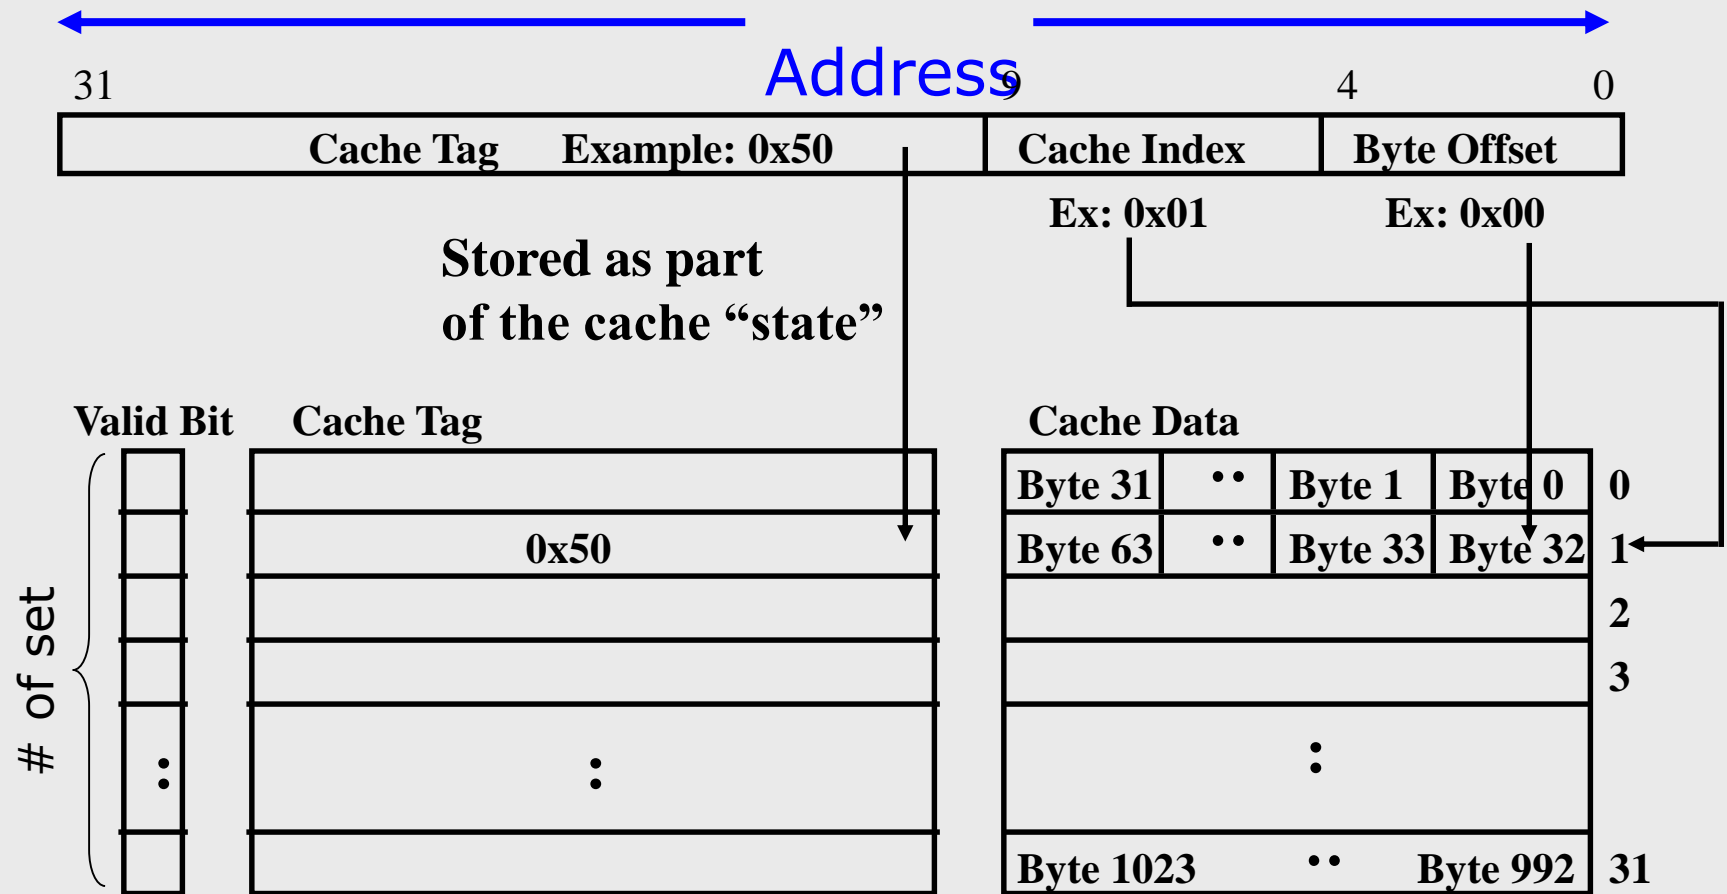 Address
31 9 4 0
Cache Tag Example: 0x50 Cache Index Byte Offset
Ex: 0x01 Ex: 0x00
Stored as part
of the cache “state”
Valid Bit Cache Tag Cache Data
Byte 31 •• Byte 1 Byte 0 0
0x50 Byte 63 •• Byte 33 Byte 32 1
2
3
# of set
: : :
Byte 1023 •• Byte 992 31